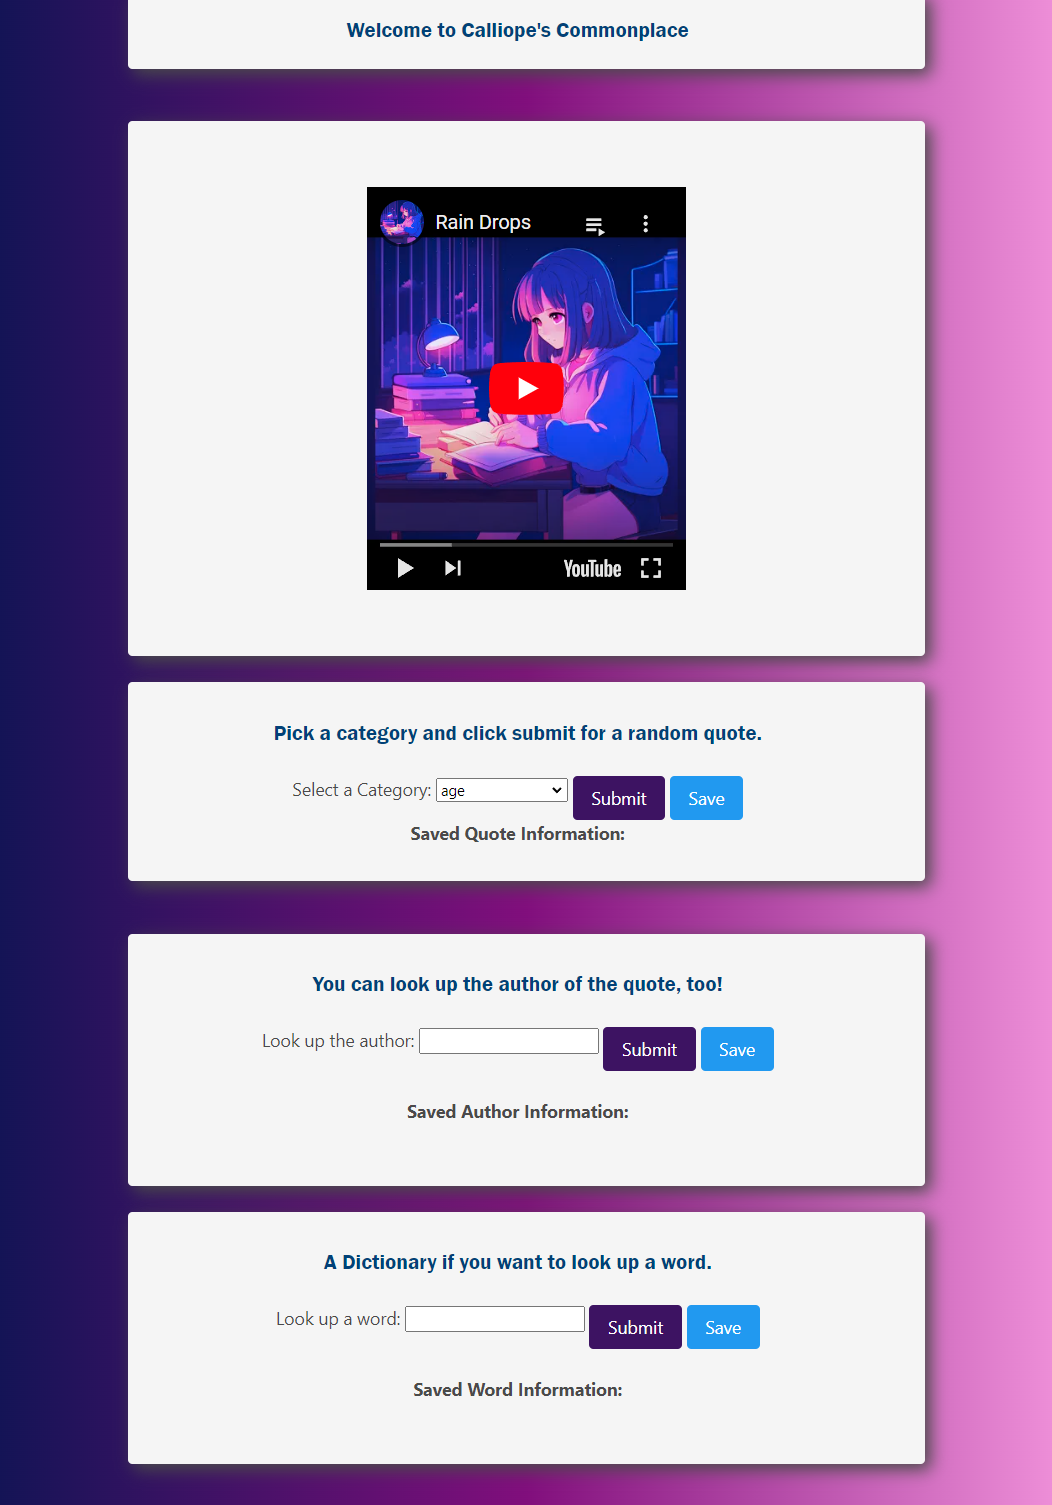 Welcome to Calliope's Commonplace
Rain Drops
YouTube
Pick a category and click submit for a random quote.
Select a Category: age Submit Save
Saved Quote Information:
You can look up the author of the quote, too!
Look up the author: Submit Save
Saved Author Information:
A Dictionary if you want to look up a word.
Look up a word: Submit Save
Saved Word Information: